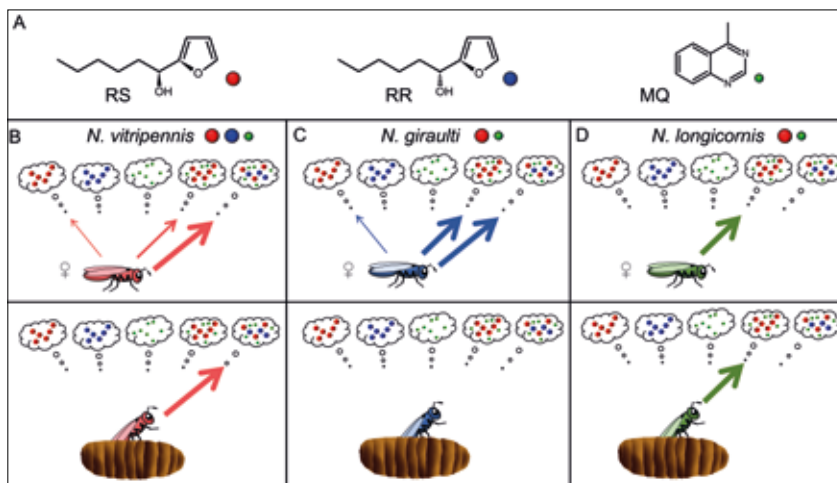 A
O
OH
RS
O
OH
RR
N
N
MQ
B N. vitripennis
C N. giraulti
D N. longicornis
♀
♀
♀